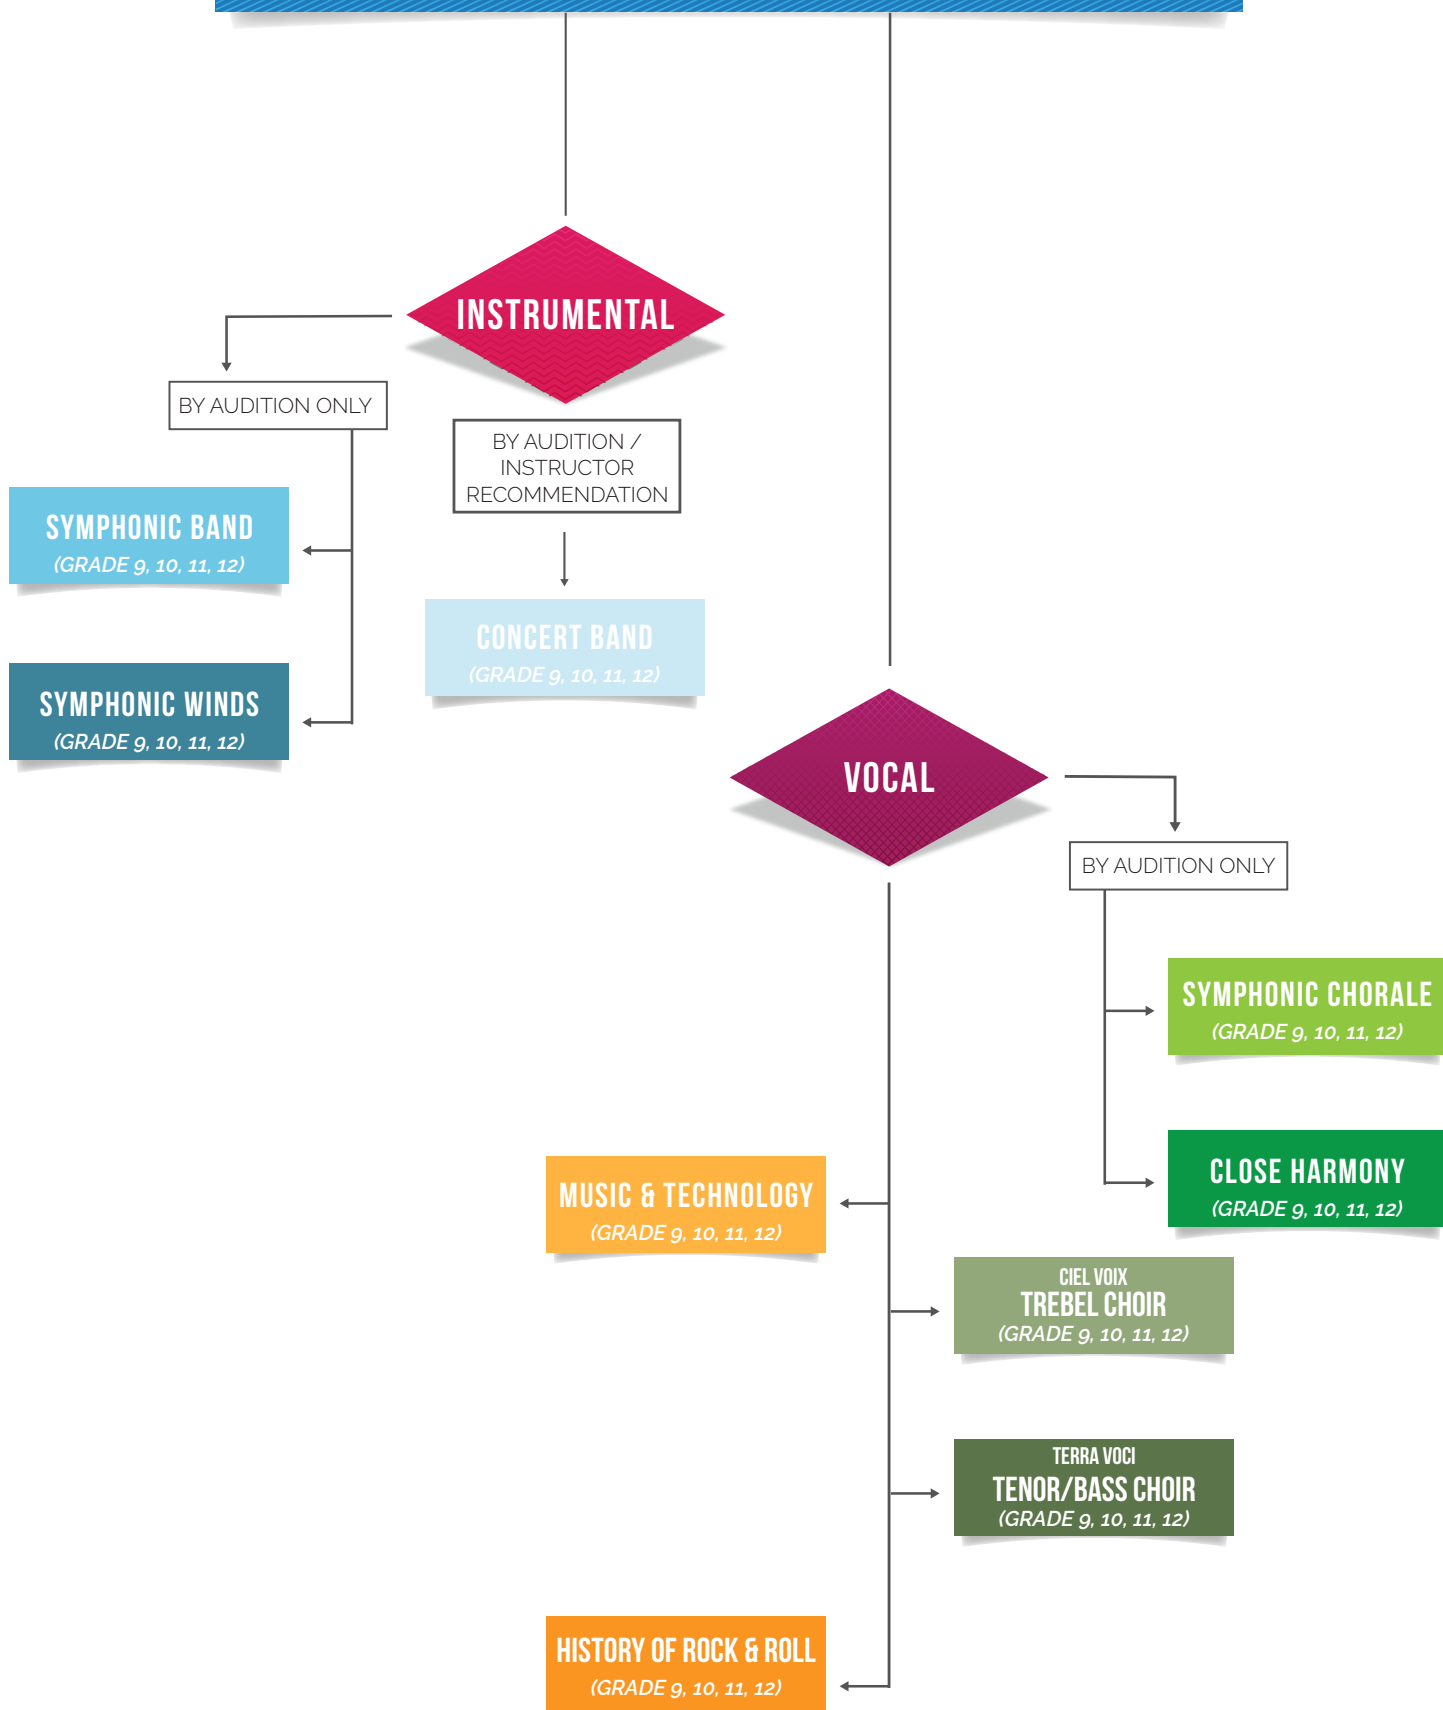 INSTRUMENTAL
BY AUDITION ONLY
BY AUDITION /
INSTRUCTOR
RECOMMENDATION
SYMPHONIC BAND
(GRADE 9, 10, 11, 12)
CONCERT BAND
(GRADE 9, 10, 11, 12)
SYMPHONIC WINDS
(GRADE 9, 10, 11, 12)
VOCAL
BY AUDITION ONLY
SYMPHONIC CHORALE
(GRADE 9, 10, 11, 12)
CLOSE HARMONY
(GRADE 9, 10, 11, 12)
MUSIC & TECHNOLOGY
(GRADE 9, 10, 11, 12)
CIEL VOIX
TREBEL CHOIR
(GRADE 9, 10, 11, 12)
TERRA VOCI
TENOR/BASS CHOIR
(GRADE 9, 10, 11, 12)
HISTORY OF ROCK & ROLL
(GRADE 9, 10, 11, 12)